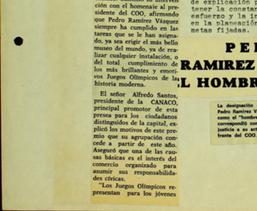 ción con el homenaje al pre-
sidente del COO, afirmando
que Pedro Ramírez Vázquez
siempre ha cumplido en las
tareas que se le han asigna-
do, ya sea erigir el más bello
museo del mundo, ya de rea-
lizar cualquier instalación, o
del total cumplimiento de
los más brillantes y emoti-
vos Juegos Olímpicos de la
historia moderna.
El señor Alfredo Santos,
presidente de la CANACO,
principal promotor de esta
presea para los ciudadanos
distinguidos de la capital, ex-
plicó los motivos de este pre-
mio que su agrupación con-
cede a partir de este año.
Aseguró que una de las cau-
sas básicas es el interés del
comercio organizado para
asumir sus responsabilida-
des cívicas.
"Los Juegos Olímpicos re-
presentan para los jóvenes
de explicación
tener la constan
esfuerzo y la
en la planeación
metas fijadas.
P E
RAMIREZ
L HOMBR
La designación
Pedro Ramírez V
como el "hombre
correspondió con
justicia a su act
frente del COO.